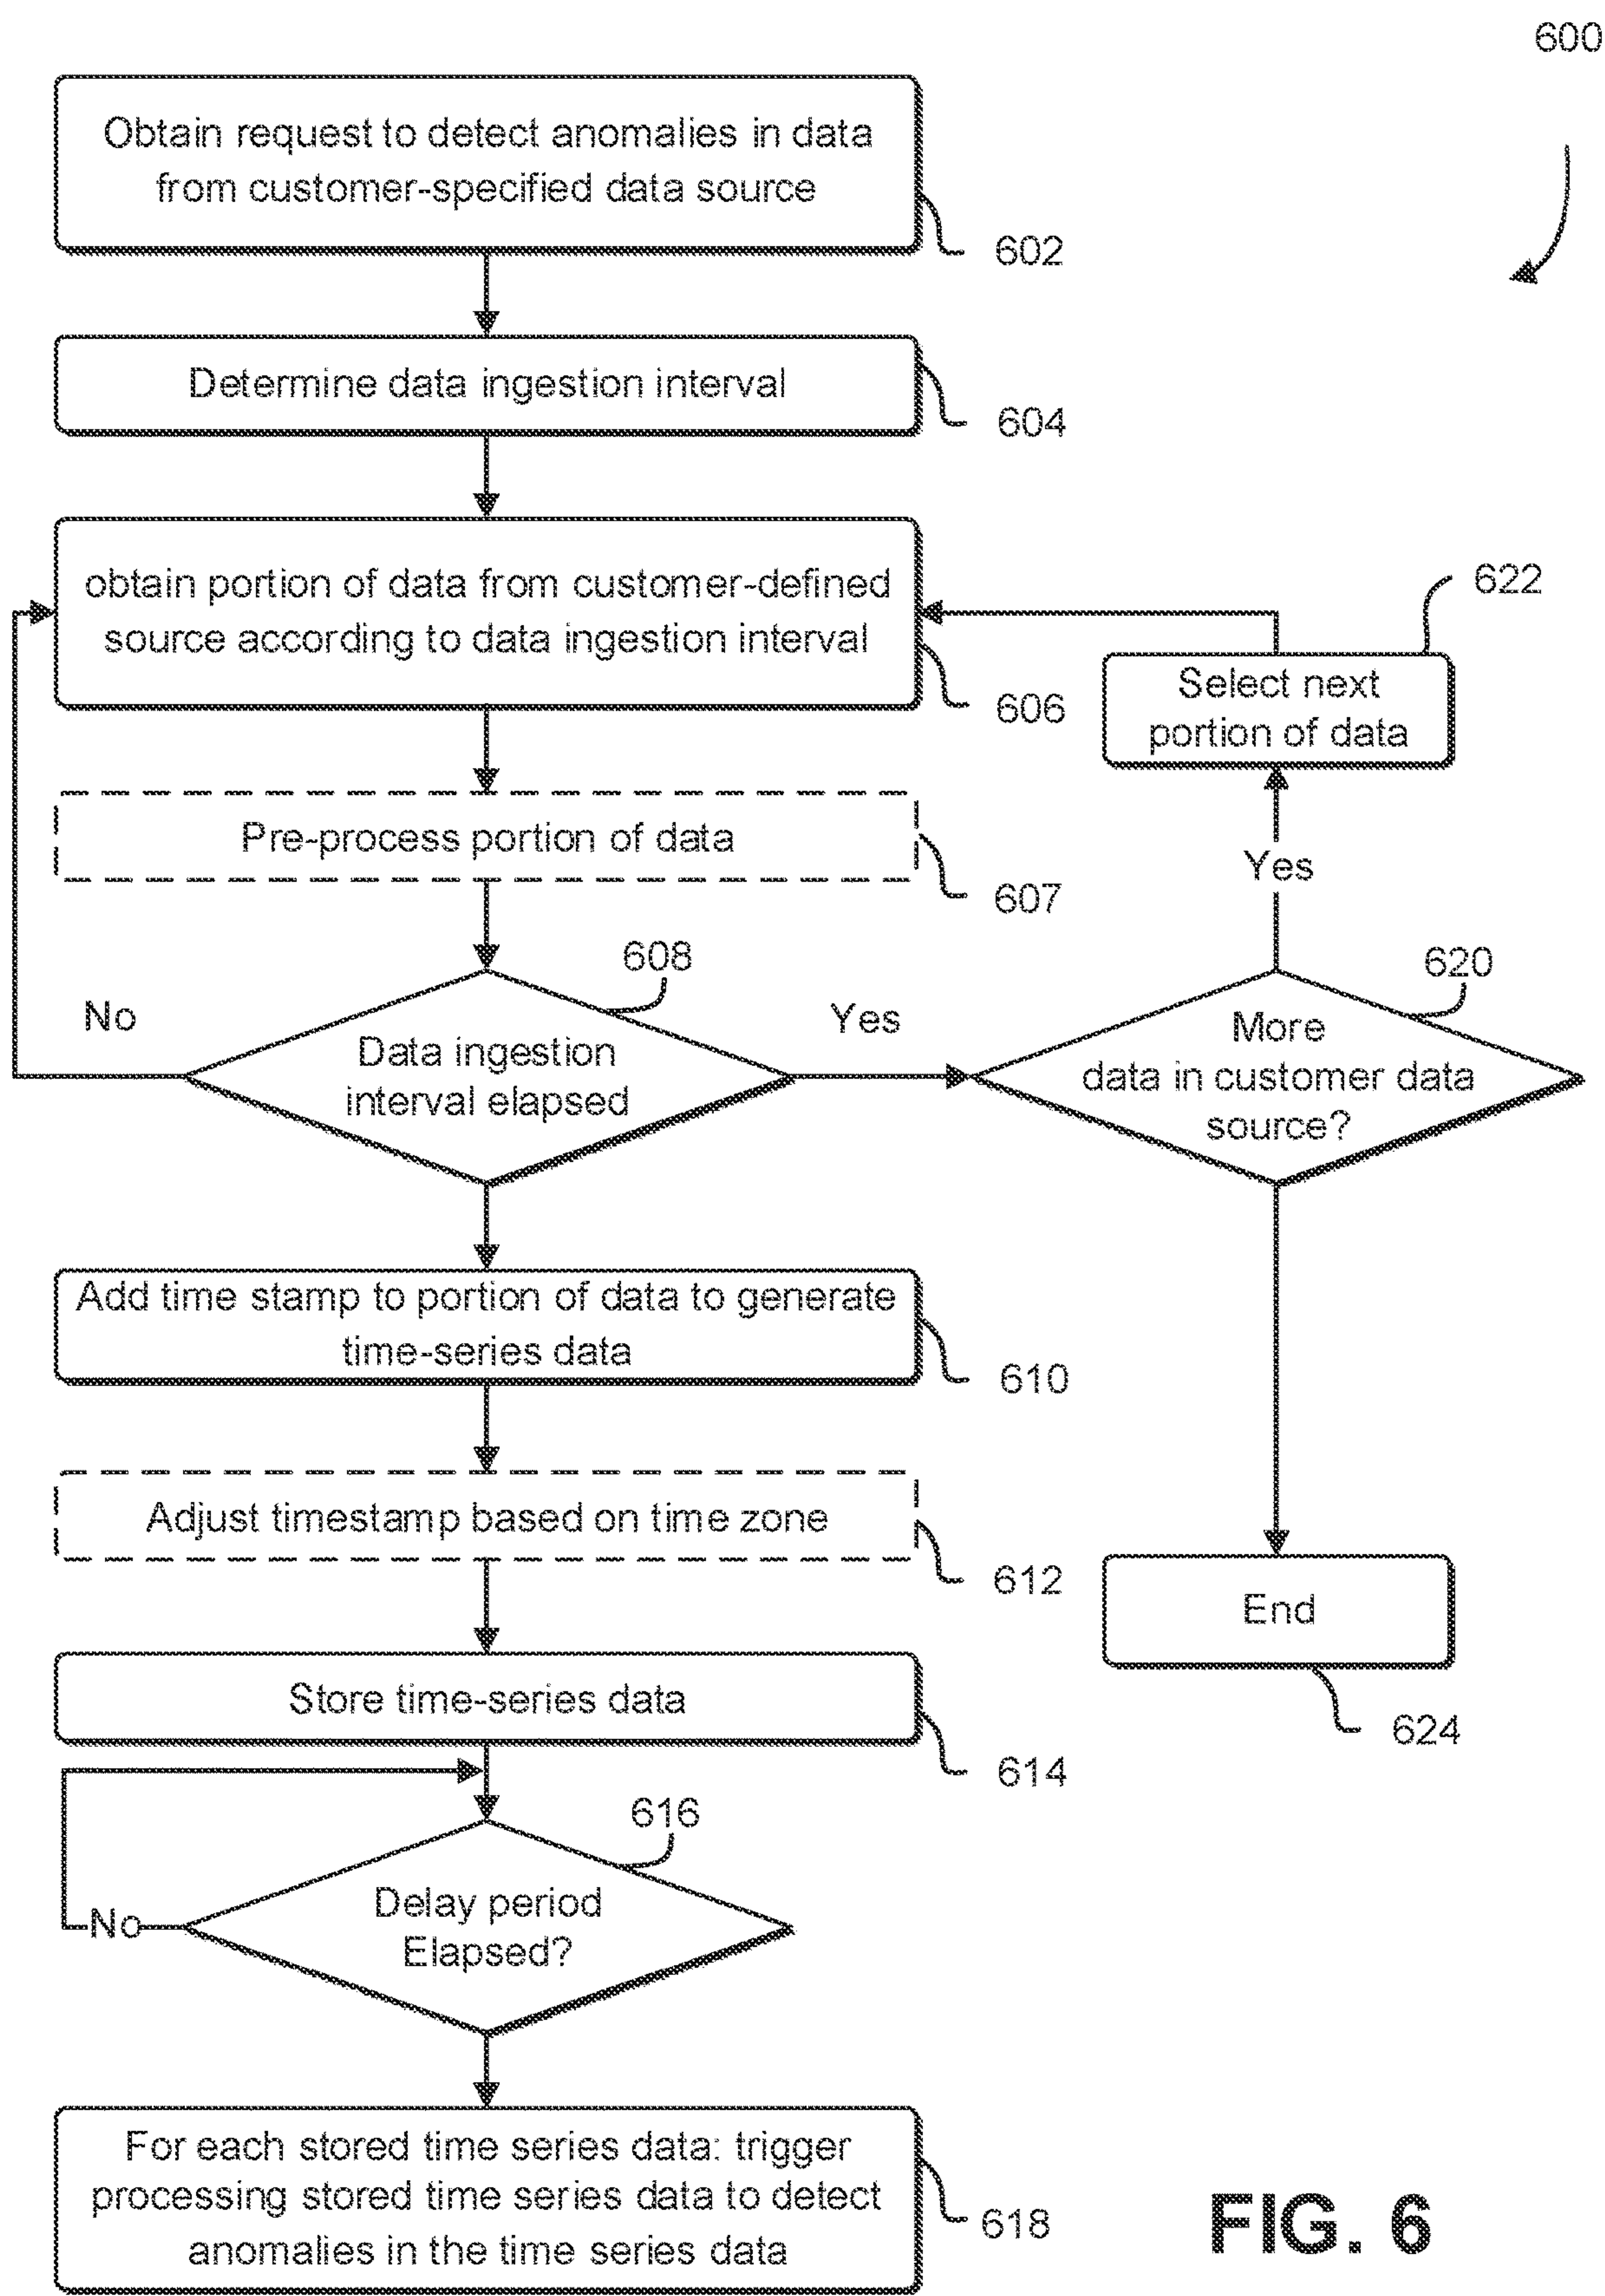 600
Obtain request to detect anomalies in data
from customer-specified data source
602
Determine data ingestion interval
604
obtain portion of data from customer-defined
source according to data ingestion interval
606
622
Select next
portion of data
Pre-process portion of data
607
Yes
608
620
No
Yes
Data ingestion
interval elapsed
More
data in customer data
source?
Add time stamp to portion of data to generate
time-series data
610
Adjust timestamp based on time zone
612
End
624
Store time-series data
614
616
No
Delay period
Elapsed?
For each stored time series data: trigger
processing stored time series data to detect
anomalies in the time series data
618
FIG. 6